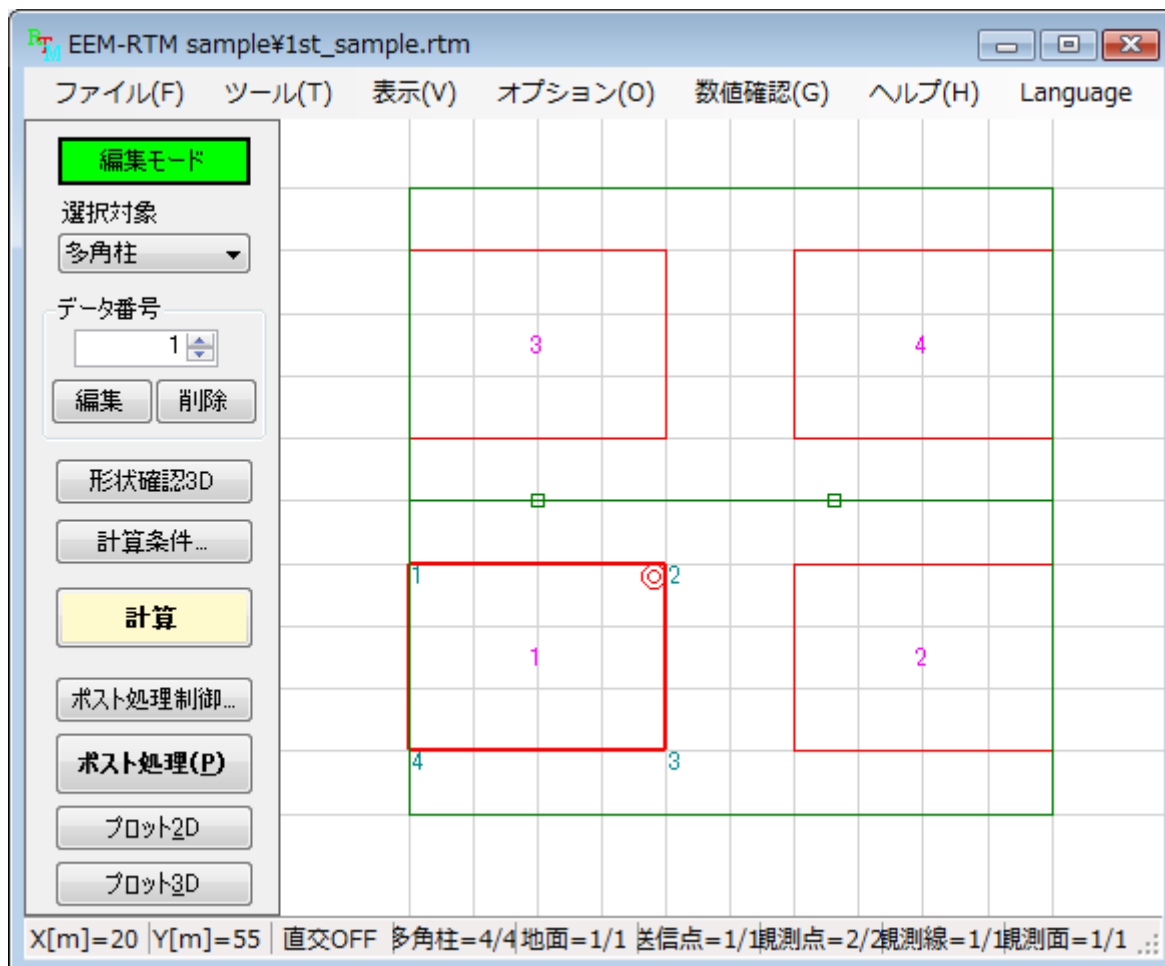 EEM-RTM sample¥1st_sample.rtm
ファイル(F) ツール(T) 表示(V) オプション(O) 数値確認(G) ヘルプ(H) Language
編集モード
選択対象
多角柱
データ番号
1
編集 削除
形状確認3D
計算条件...
計算
ポスト処理制御...
ポスト処理(P)
プロット2D
プロット3D
3 4
1 2
1 2
4 3
X[m]=20 Y[m]=55 直交OFF 多角柱=4/4 地面=1/1 送信点=1/1 観測点=2/2 観測線=1/1 観測面=1/1